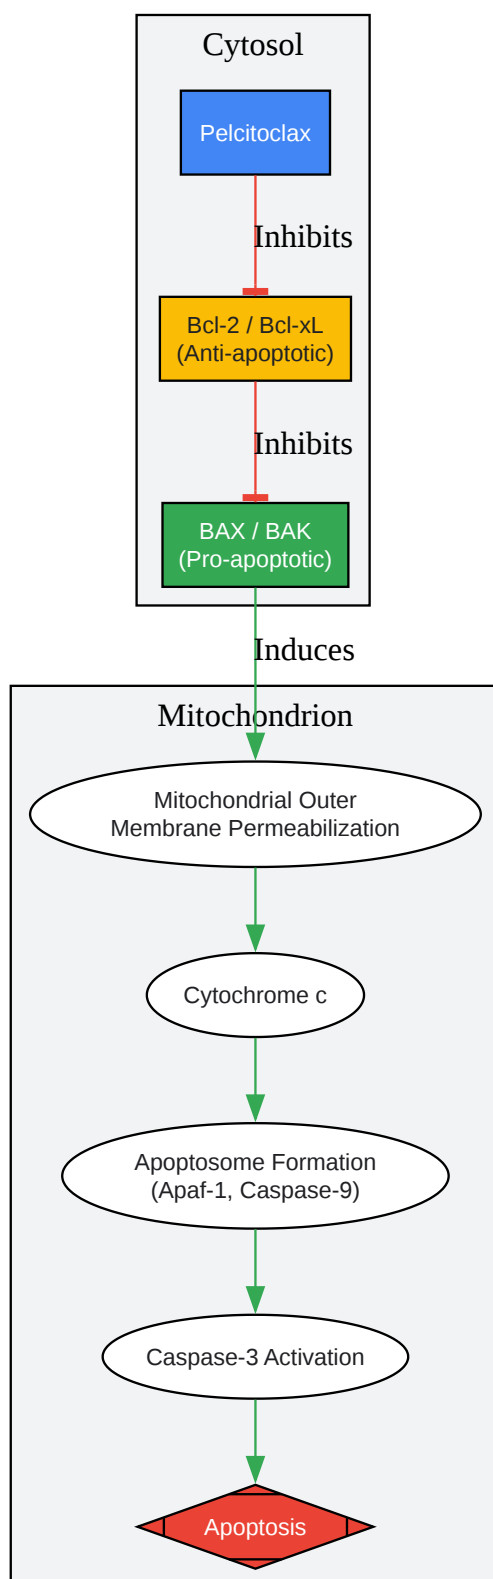 Cytosol
Pelcitoclax
Inhibits
Bcl-2 / Bcl-xL
(Anti-apoptotic)
Inhibits
BAX / BAK
(Pro-apoptotic)
Induces
Mitochondrion
Mitochondrial Outer
Membrane Permeabilization
Cytochrome c
Apoptosome Formation
(Apaf-1, Caspase-9)
Caspase-3 Activation
Apoptosis